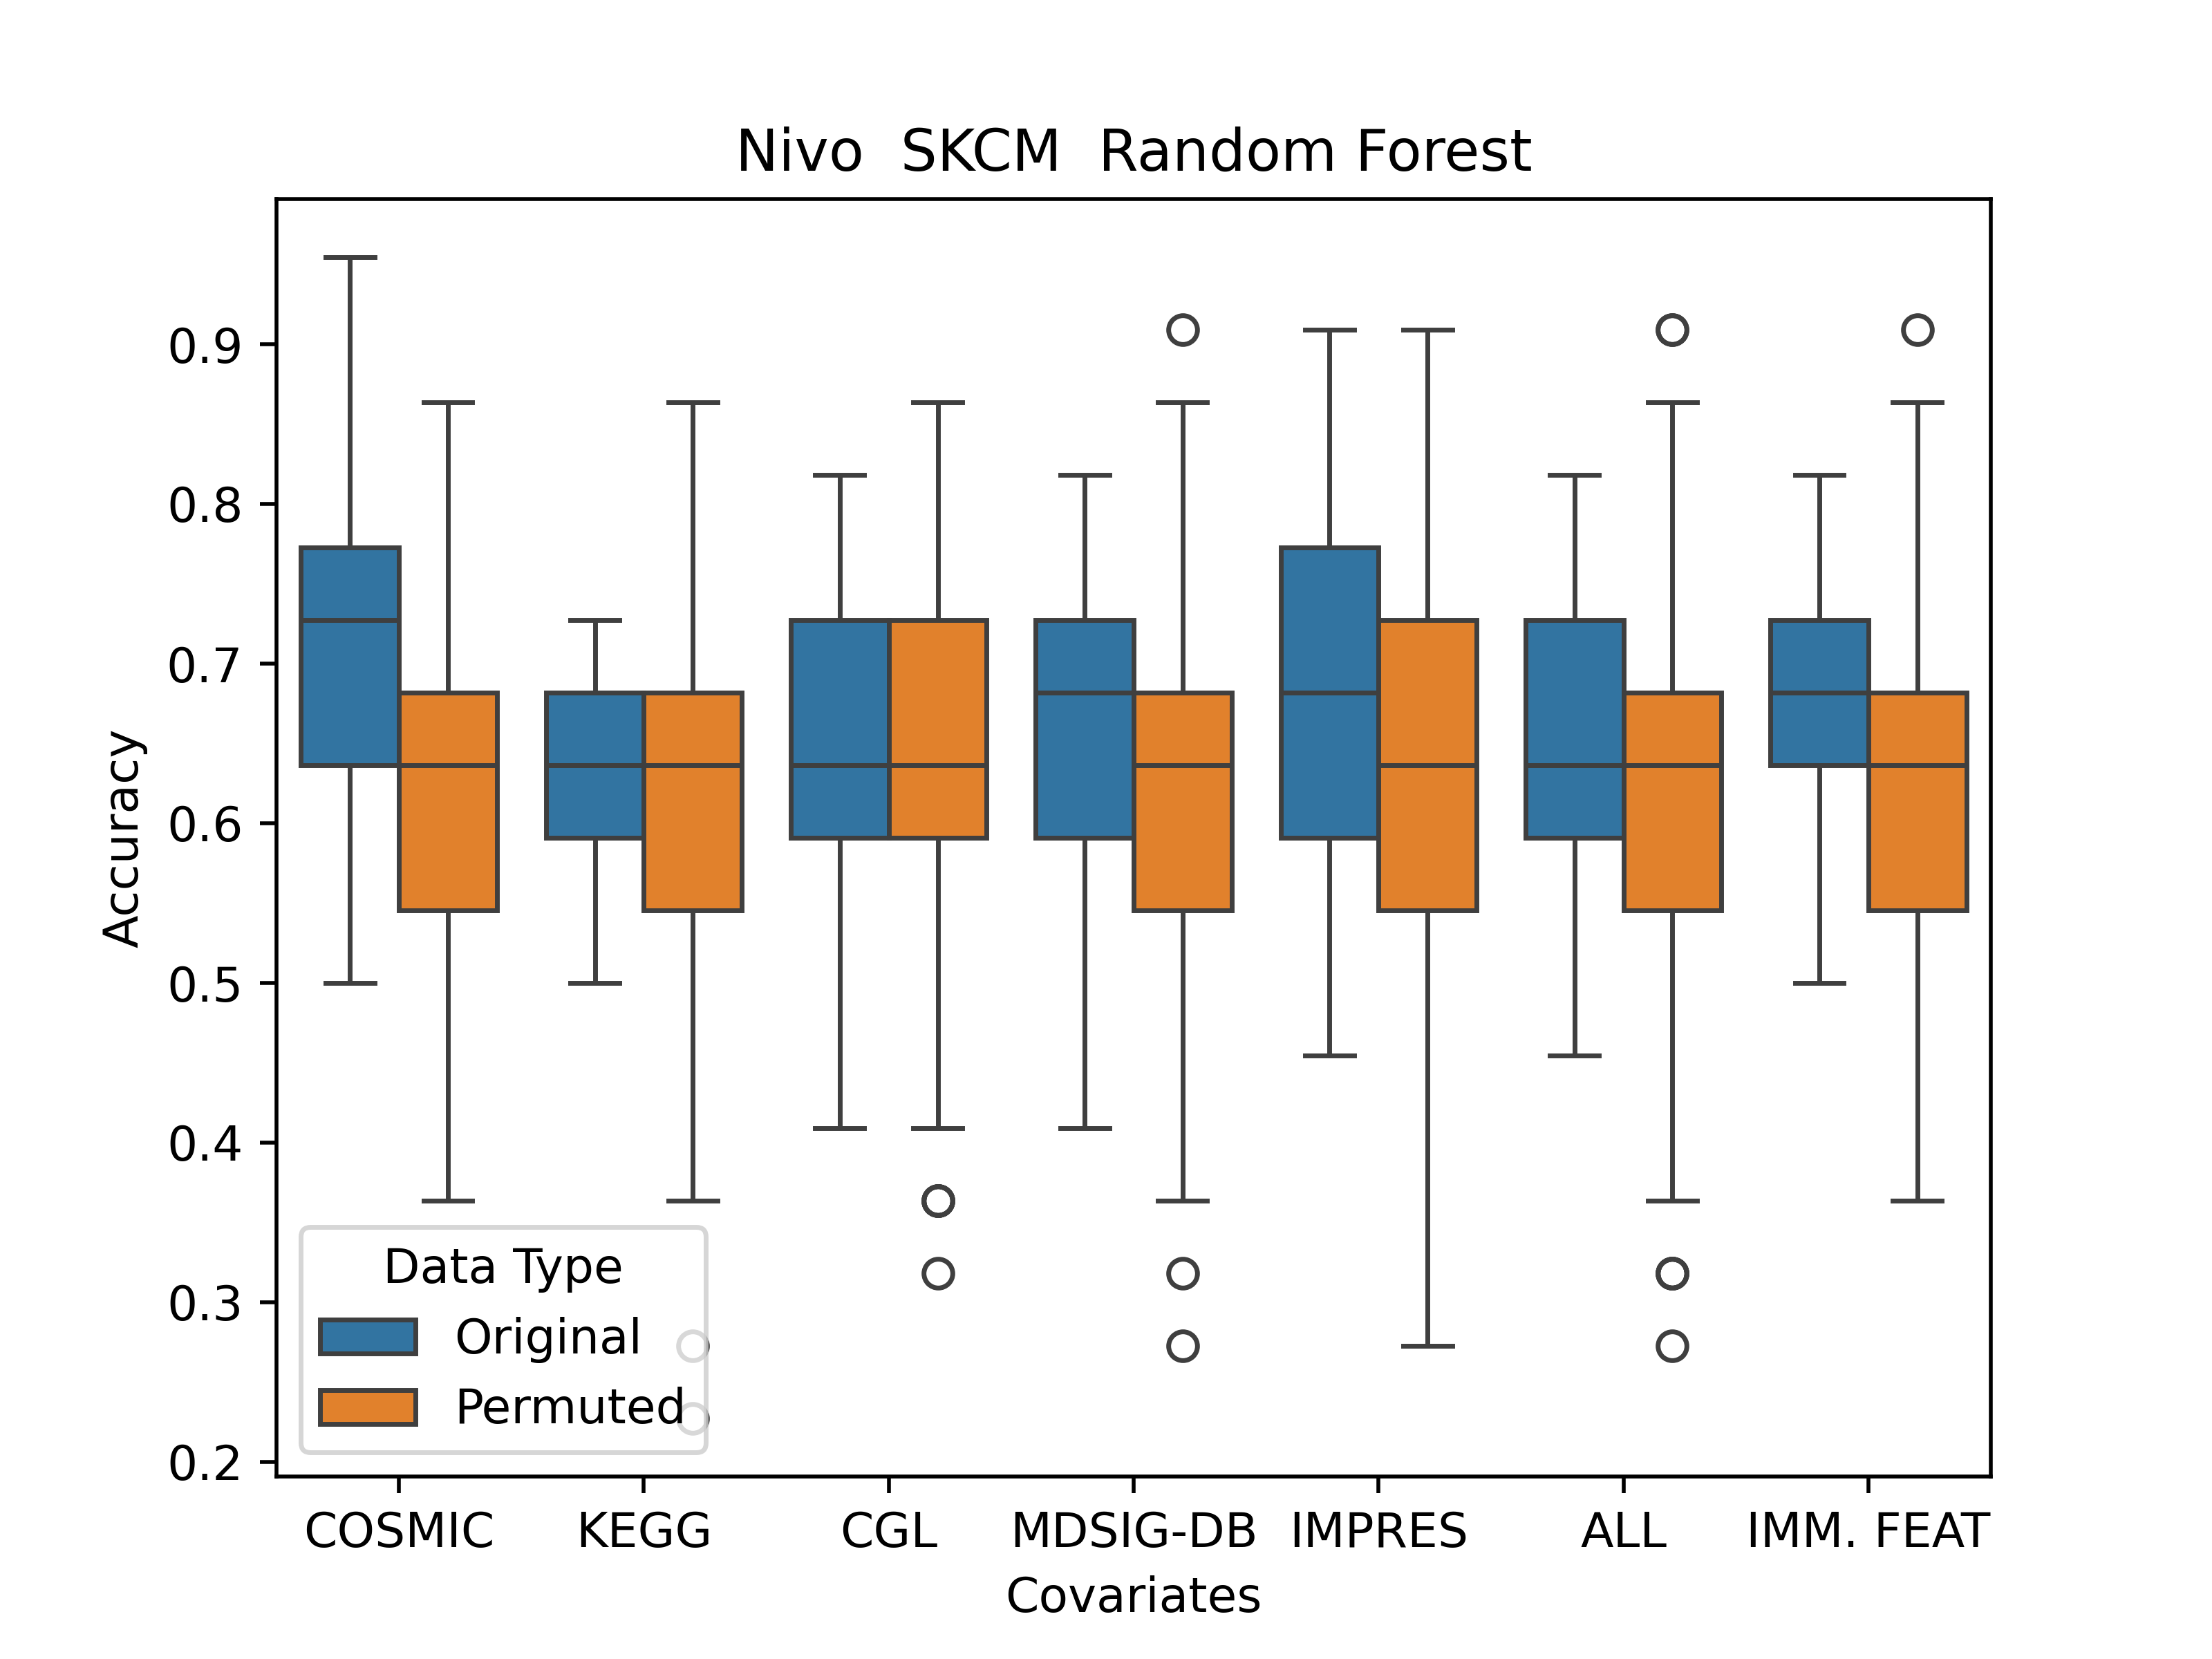 Nivo  SKCM  Random Forest
Accuracy
0.9
0.8
0.7
0.6
0.5
0.4
0.3
0.2
Data Type
Original
Permuted
COSMIC KEGG CGL MDSIG-DB IMPRES ALL IMM. FEAT
Covariates